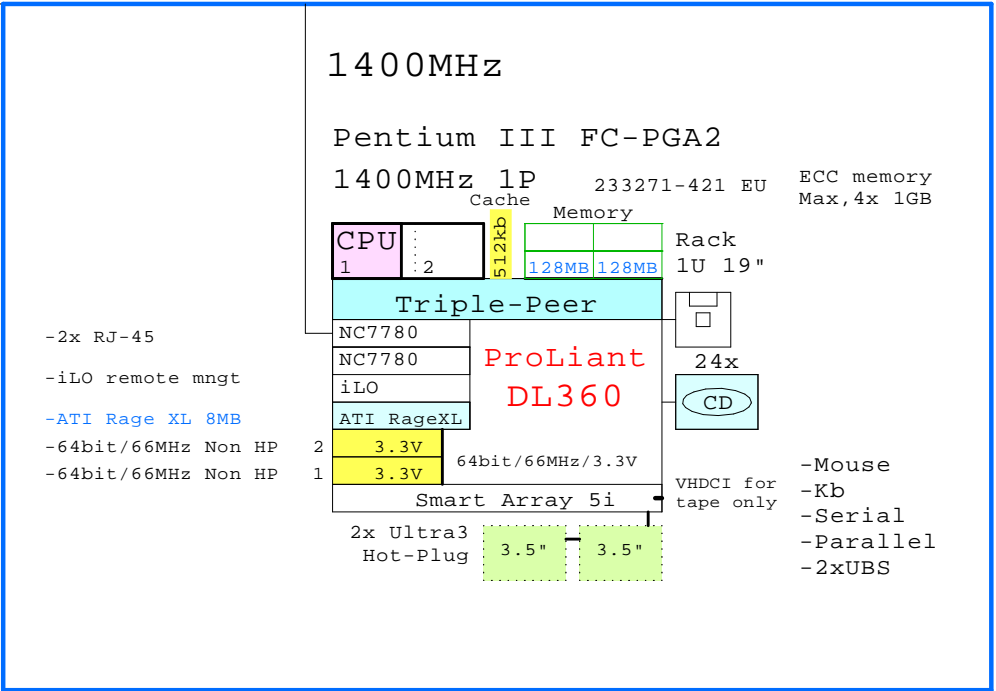 1400MHz
Pentium III FC-PGA2
1400MHz 1P
233271-421 EU
ECC memory
Max,4x 1GB
Cache
Memory
CPU
1
2
512kb
128MB 128MB
Rack
1U 19"
Triple-Peer
-2x RJ-45
NC7780
NC7780
ProLiant
DL360
24x
-iLO remote mngt
iLO
CD
-ATI Rage XL 8MB
ATI RageXL
-64bit/66MHz Non HP 2 3.3V
-64bit/66MHz Non HP 1 3.3V
64bit/66MHz/3.3V
Smart Array 5i
VHDCI for
tape only
-Mouse
-Kb
-Serial
-Parallel
-2xUBS
2x Ultra3
Hot-Plug
3.5" 3.5"